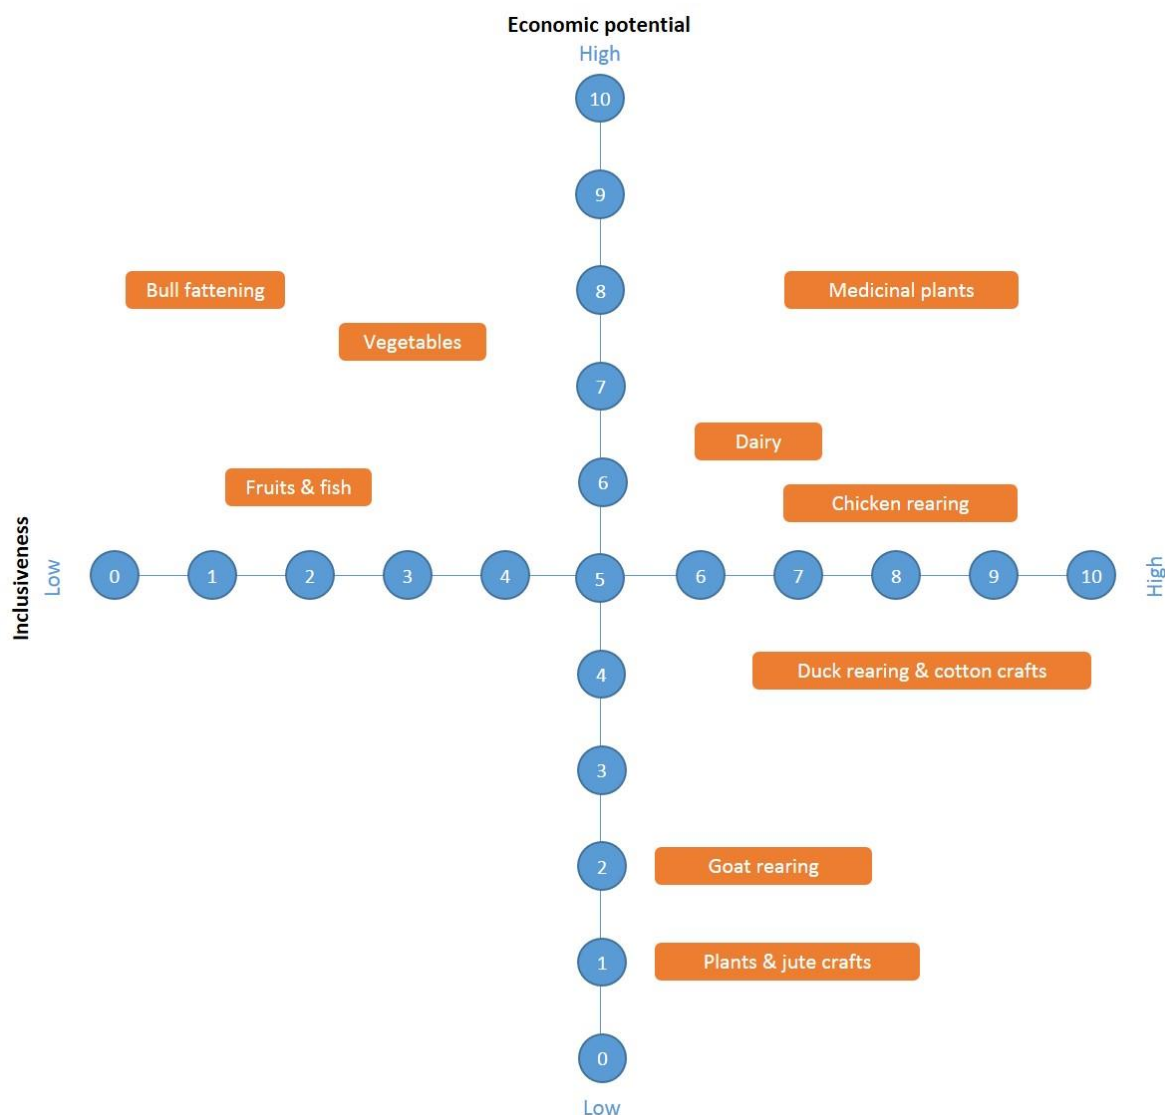 Economic potential
High
10
9
Bull fattening
8
Medicinal plants
Vegetables
7
Dairy
6
Fruits & fish
Chicken rearing
Inclusiveness
Low
0 1 2 3 4 5 6 7 8 9 10
High
4
Duck rearing & cotton crafts
3
2
Goat rearing
1
Plants & jute crafts
0
Low